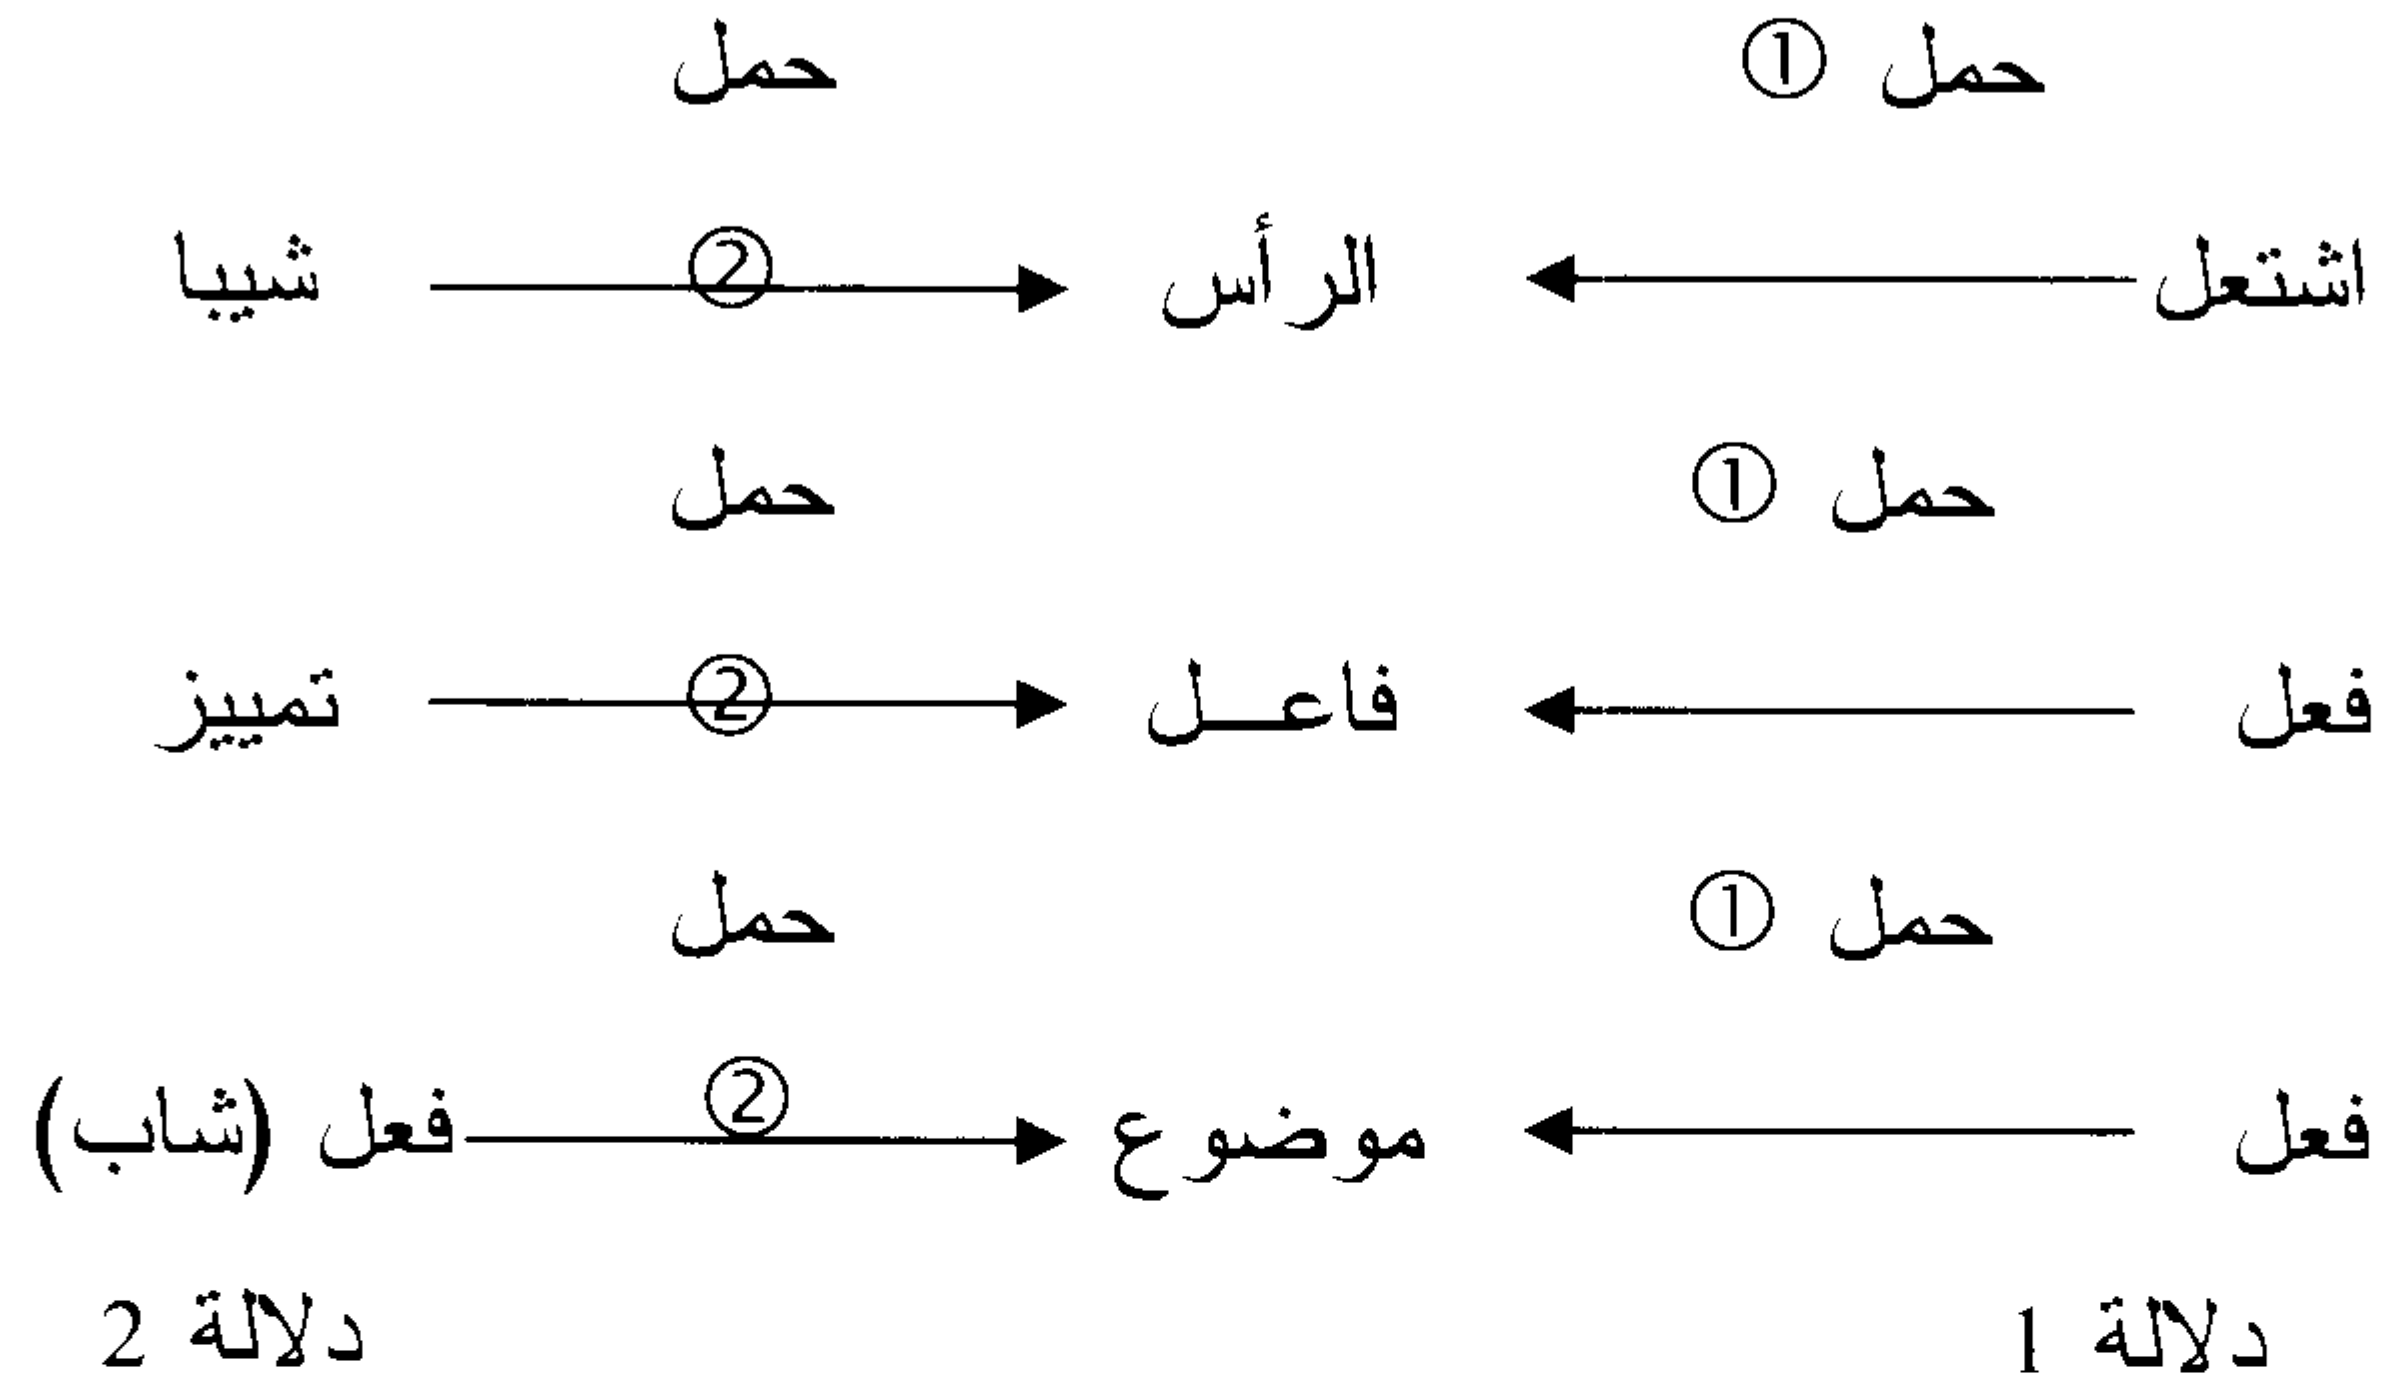 حمل ① حمل
اشتعل الرأس ② شيبا
حمل ① حمل
فعل فاعــل ② تمييز
حمل ① حمل
فعل موضوع ② فعل (شاب)
دلالة 1 دلالة 2